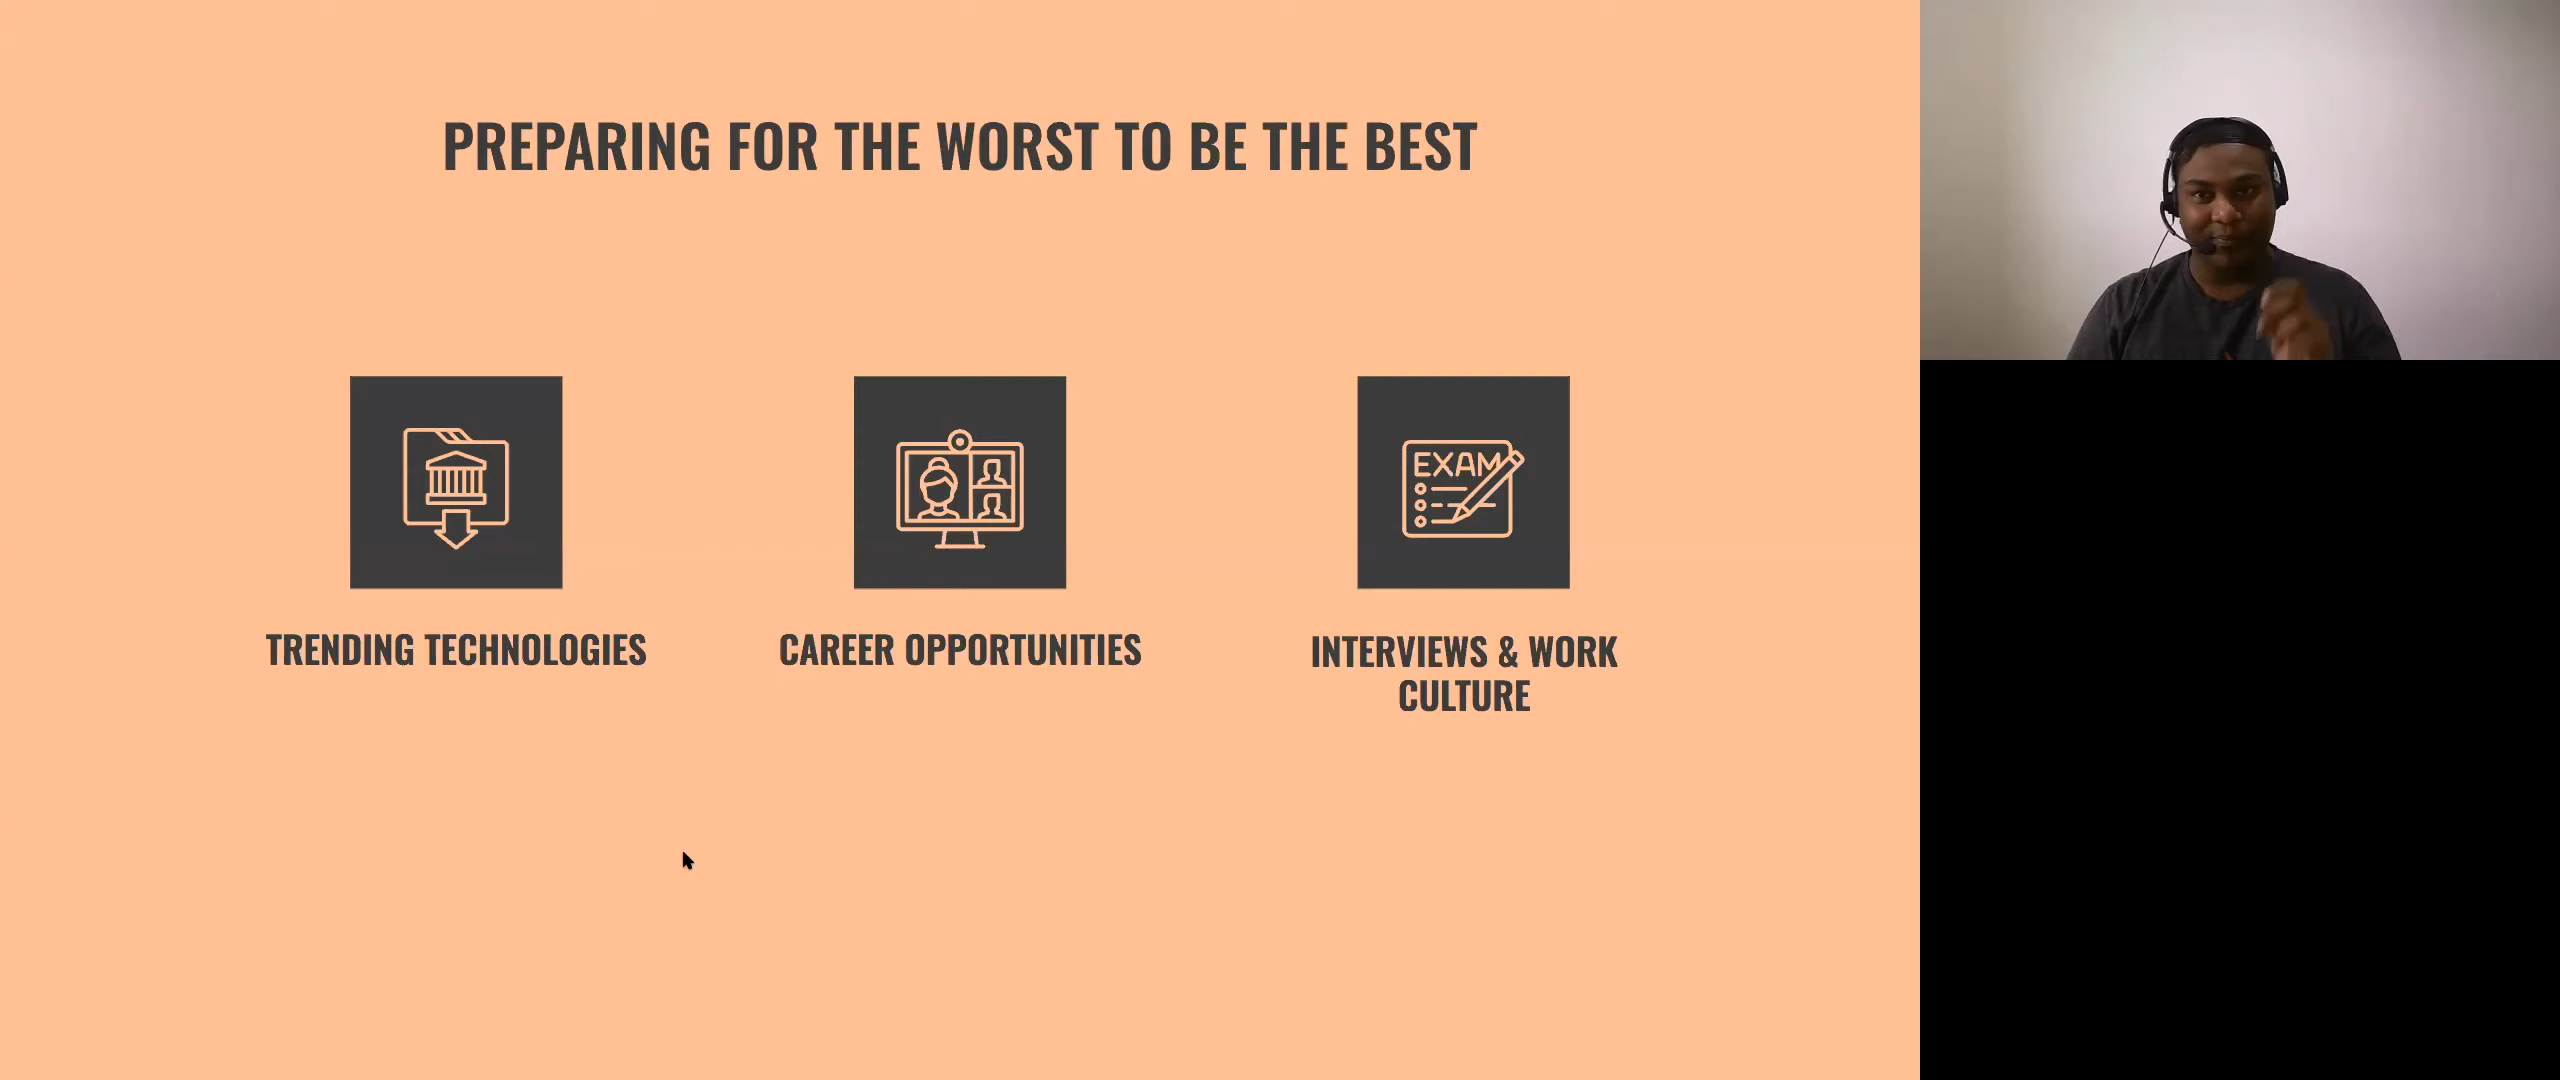 PREPARING FOR THE WORST TO BE THE BEST
EXAM
TRENDING TECHNOLOGIES
CAREER OPPORTUNITIES
INTERVIEWS & WORK
CULTURE